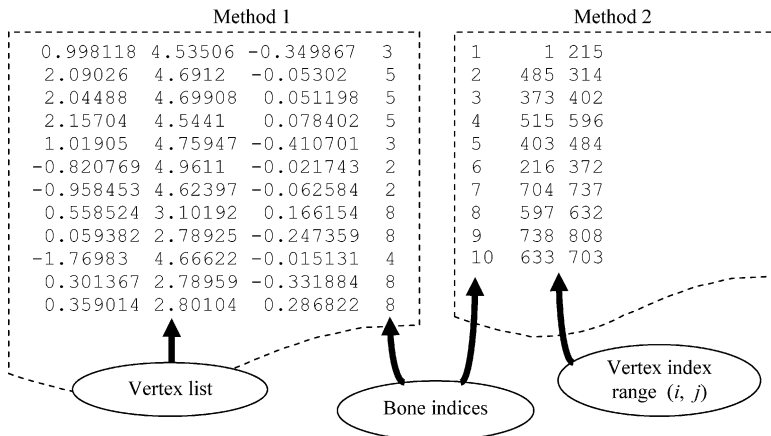 Method 1
Method 2
0.998118 4.53506 -0.349867 3
2.09026 4.6912 -0.05302 5
2.04488 4.69908 0.051198 5
2.15704 4.5441 0.078402 5
1.01905 4.75947 -0.410701 3
-0.820769 4.9611 -0.021743 2
-0.958453 4.62397 -0.062584 2
0.558524 3.10192 0.166154 8
0.059382 2.78925 -0.247359 8
-1.76983 4.66622 -0.015131 4
0.301367 2.78959 -0.331884 8
0.359014 2.80104 0.286822 8
1 1 215
2 485 314
3 373 402
4 515 596
5 403 484
6 216 372
7 704 737
8 597 632
9 738 808
10 633 703
Vertex list
Bone indices
Vertex index
range (i, j)